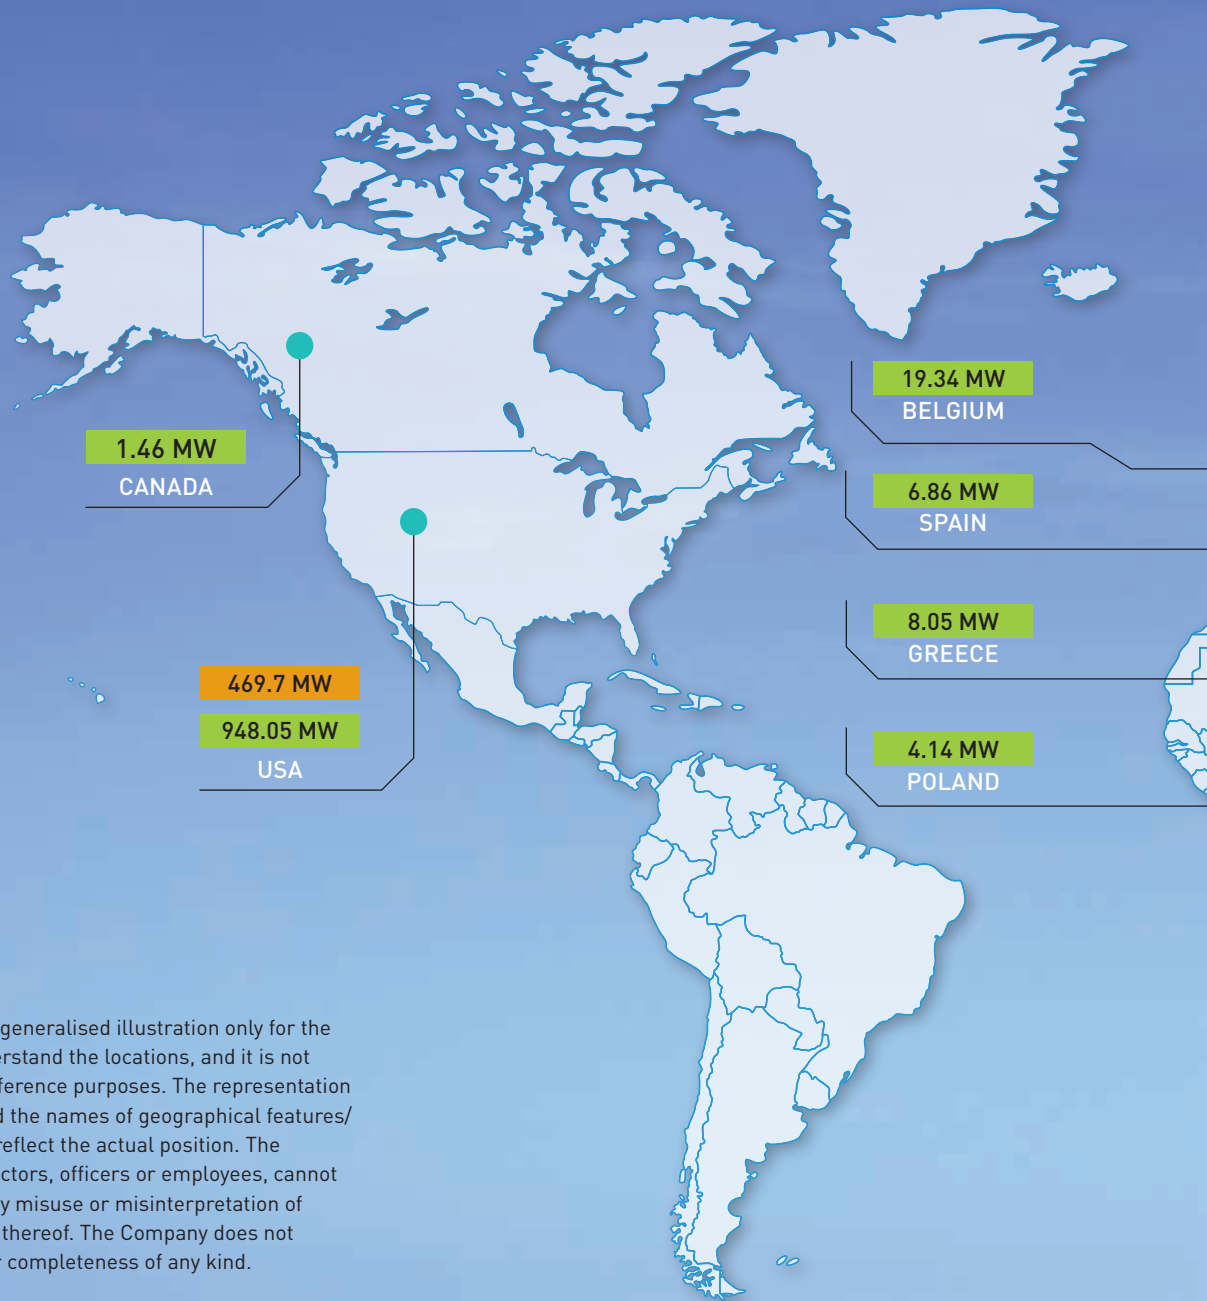 19.34 MW
BELGIUM
1.46 MW
CANADA
6.86 MW
SPAIN
8.05 MW
GREECE
469.7 MW
948.05 MW
USA
4.14 MW
POLAND
generalised illustration only for the
erstand the locations, and it is not
ference purposes. The representation
d the names of geographical features/
reflect the actual position. The
ctors, officers or employees, cannot
y misuse or misinterpretation of
thereof. The Company does not
r completeness of any kind.